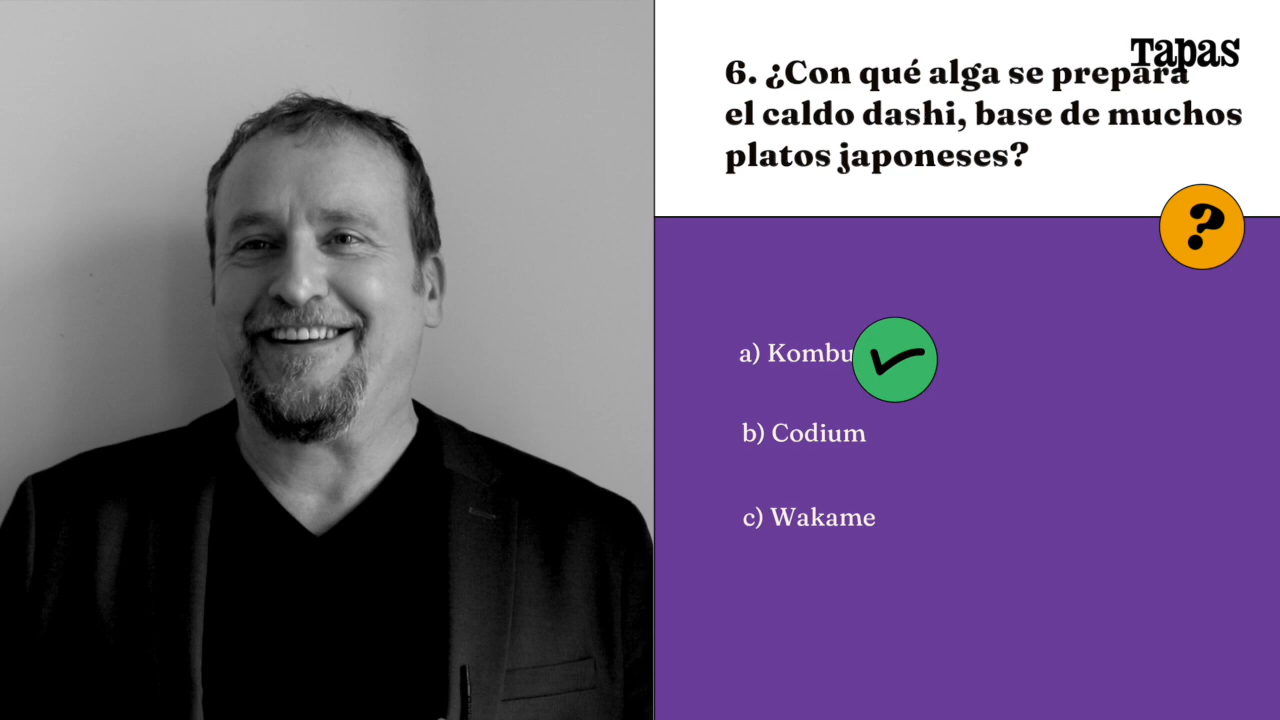 Tapas
6. ¿Con qué alga se prepara
el caldo dashi, base de muchos
platos japoneses?
?
a) Kombu
b) Codium
c) Wakame